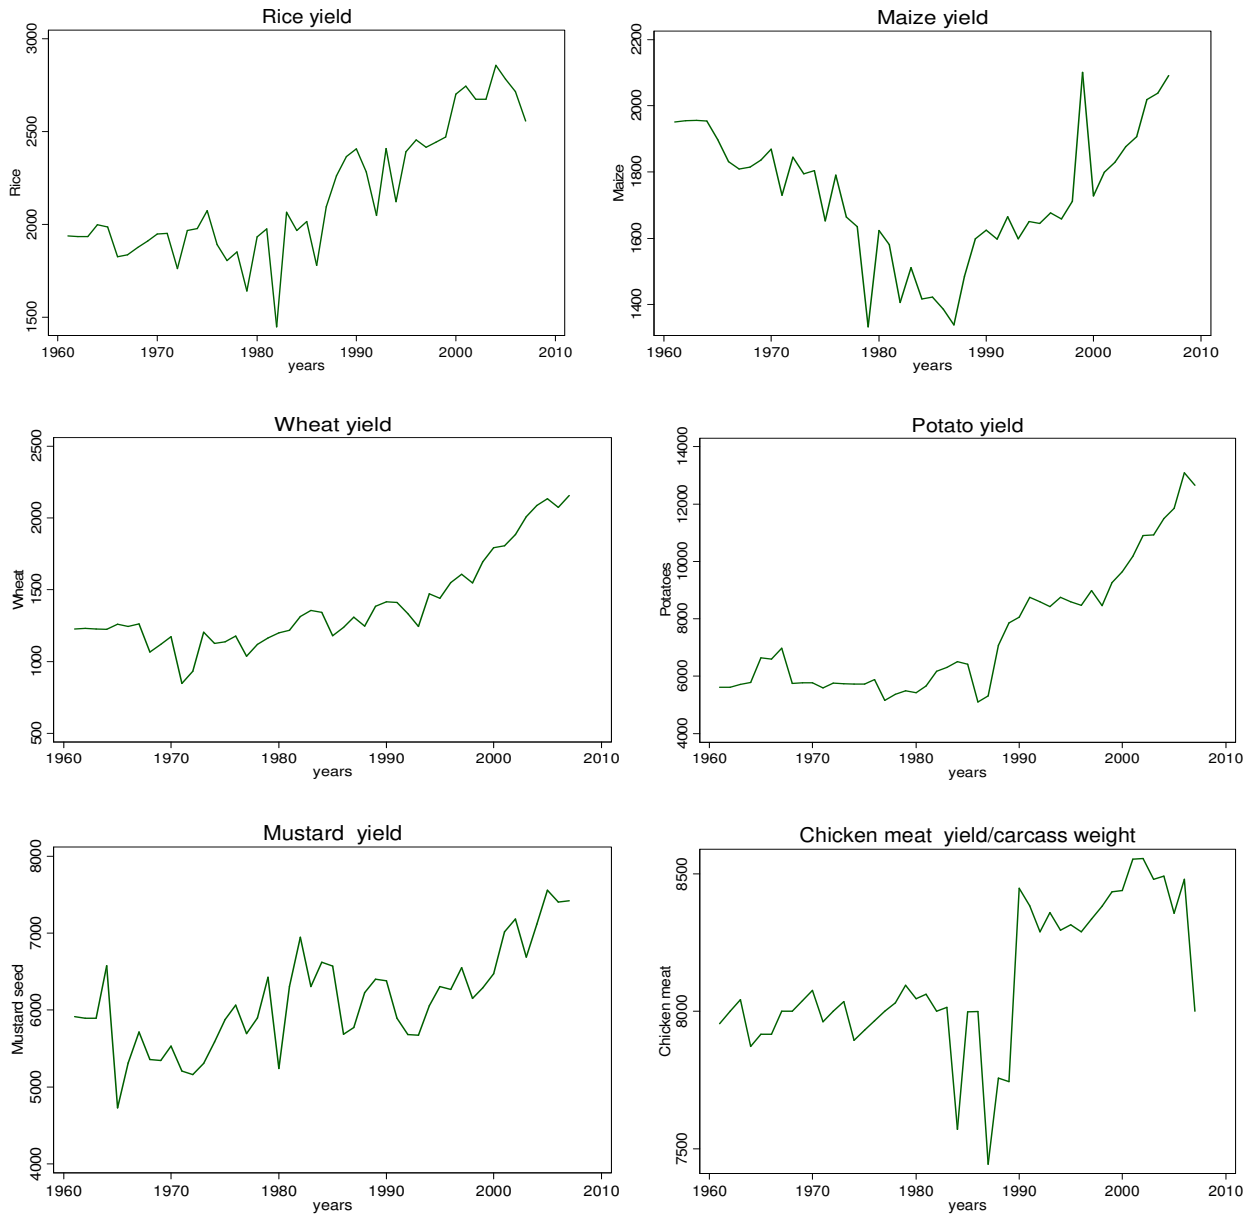 Rice yield
Rice
3000
2500
2000
1500
1960 1970 1980 1990 2000 2010
years
Maize yield
Maize
2200
2000
1800
1600
1400
1960 1970 1980 1990 2000 2010
years
Wheat yield
Wheat
2500
2000
1500
1000
500
1960 1970 1980 1990 2000 2010
years
Potato yield
Potatoes
14000
12000
10000
8000
6000
4000
1960 1970 1980 1990 2000 2010
years
Mustard yield
Mustard seed
8000
7000
6000
5000
4000
1960 1970 1980 1990 2000 2010
years
Chicken meat yield/carcass weight
Chicken meat
8500
8000
7500
1960 1970 1980 1990 2000 2010
years